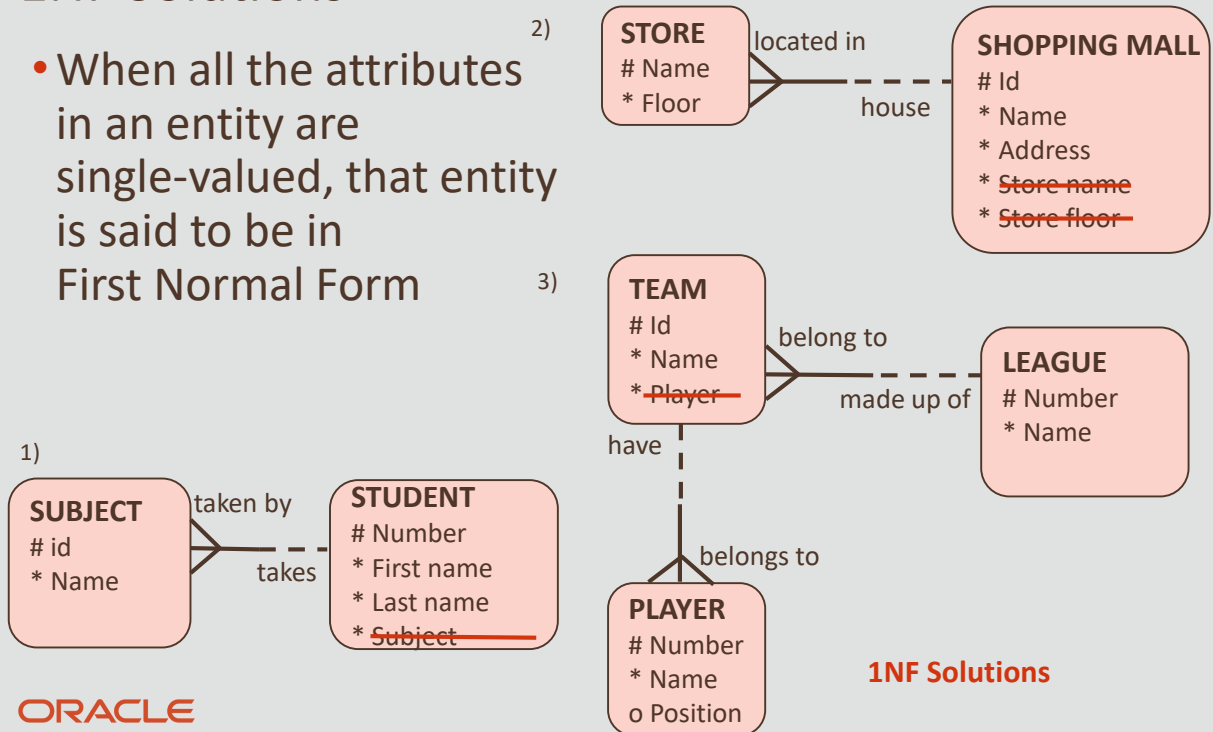 • When all the attributes
in an entity are
single-valued, that entity
is said to be in
First Normal Form
2)
STORE
# Name
* Floor
located in
house
SHOPPING MALL
# Id
* Name
* Address
* Store name
* Store floor
3)
TEAM
# Id
* Name
* Player
belong to
made up of
LEAGUE
# Number
* Name
have
belongs to
PLAYER
# Number
* Name
o Position
1)
SUBJECT
# id
* Name
taken by
takes
STUDENT
# Number
* First name
* Last name
* Subject
1NF Solutions
ORACLE